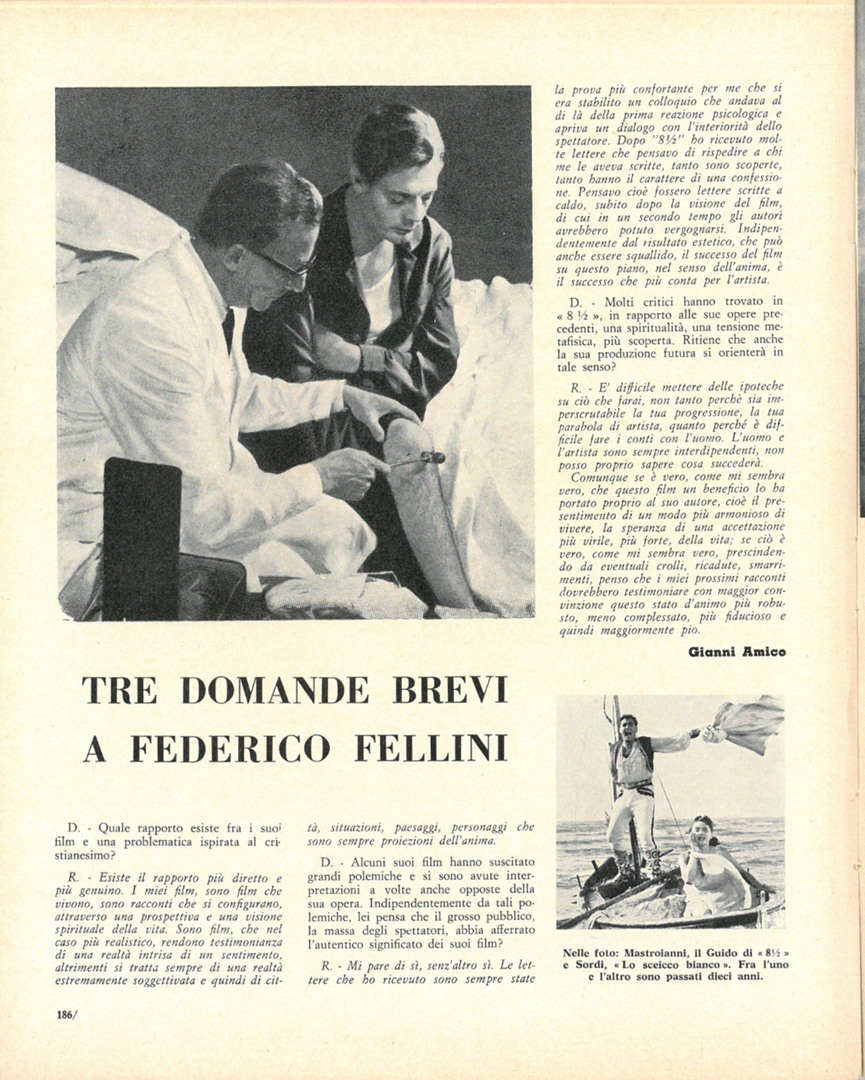 TRE DOMANDE BREVI
A FEDERICO FELLINI
D. - Quale rapporto esiste fra i suoi
film e una problematica ispirata al cri-
stianesimo?
R. - Esiste il rapporto più diretto e
più genuino. I miei film, sono film che
vivono, sono racconti che si configurano,
attraverso una prospettiva e una visione
spirituale della vita. Sono film, che nel
caso più realistico, rendono testimonianza
di una realtà intrisa di un sentimento,
altrimenti si tratta sempre di una realtà
estremamente soggettivata e quindi di cit-
tà, situazioni, paesaggi, personaggi che
sono sempre proiezioni dell'anima.
D. - Alcuni suoi film hanno suscitato
grandi polemiche e si sono avute inter-
pretazioni a volte anche opposte della
sua opera. Indipendentemente da tali po-
lemiche, lei pensa che il grosso pubblico,
la massa degli spettatori, abbia afferrato
l'autentico significato dei suoi film?
R. - Mi pare di sì, senz'altro sì. Le let-
tere che ho ricevuto sono sempre state
la prova più confortante per me che si
era stabilito un colloquio che andava al
di là della prima reazione psicologica e
apriva un dialogo con l'interiorità dello
spettatore. Dopo "8½" ho ricevuto mol-
te lettere che pensavo di rispedire a chi
me le aveva scritte, tanto sono scoperte,
tanto hanno il carattere di una confessio-
ne. Pensavo cioè fossero lettere scritte a
caldo, subito dopo la visione del film,
di cui in un secondo tempo gli autori
avrebbero potuto vergognarsi. Indipen-
dentemente dal risultato estetico, che può
anche essere squallido, il successo del film
su questo piano, nel senso dell'anima, è
il successo che più conta per l'artista.
D. - Molti critici hanno trovato in
« 8 ½ », in rapporto alle sue opere pre-
cedenti, una spiritualità, una tensione me-
tafisica, più scoperta. Ritiene che anche
la sua produzione futura si orienterà in
tale senso?
R. - E' difficile mettere delle ipoteche
su ciò che farai, non tanto perchè sia im-
perscrutabile la tua progressione, la tua
parabola di artista, quanto perché è dif-
ficile fare i conti con l'uomo. L'uomo e
l'artista sono sempre interdipendenti, non
posso proprio sapere cosa succederà.
Comunque se è vero, come mi sembra
vero, che questo film un beneficio lo ha
portato proprio al suo autore, cioè il pre-
sentimento di un modo più armonioso di
vivere, la speranza di una accettazione
più virile, più forte, della vita; se ciò è
vero, come mi sembra vero, prescinden-
do da eventuali crolli, ricadute, smarri-
menti, penso che i miei prossimi racconti
dovrebbero testimoniare con maggior con-
vinzione questo stato d'animo più robu-
sto, meno complessato, più fiducioso e
quindi maggiormente pio.
Gianni Amico
Nelle foto: Mastroianni, il Guido di « 8½ »
e Sordi, « Lo sceicco bianco ». Fra l'uno
e l'altro sono passati dieci anni.
186/